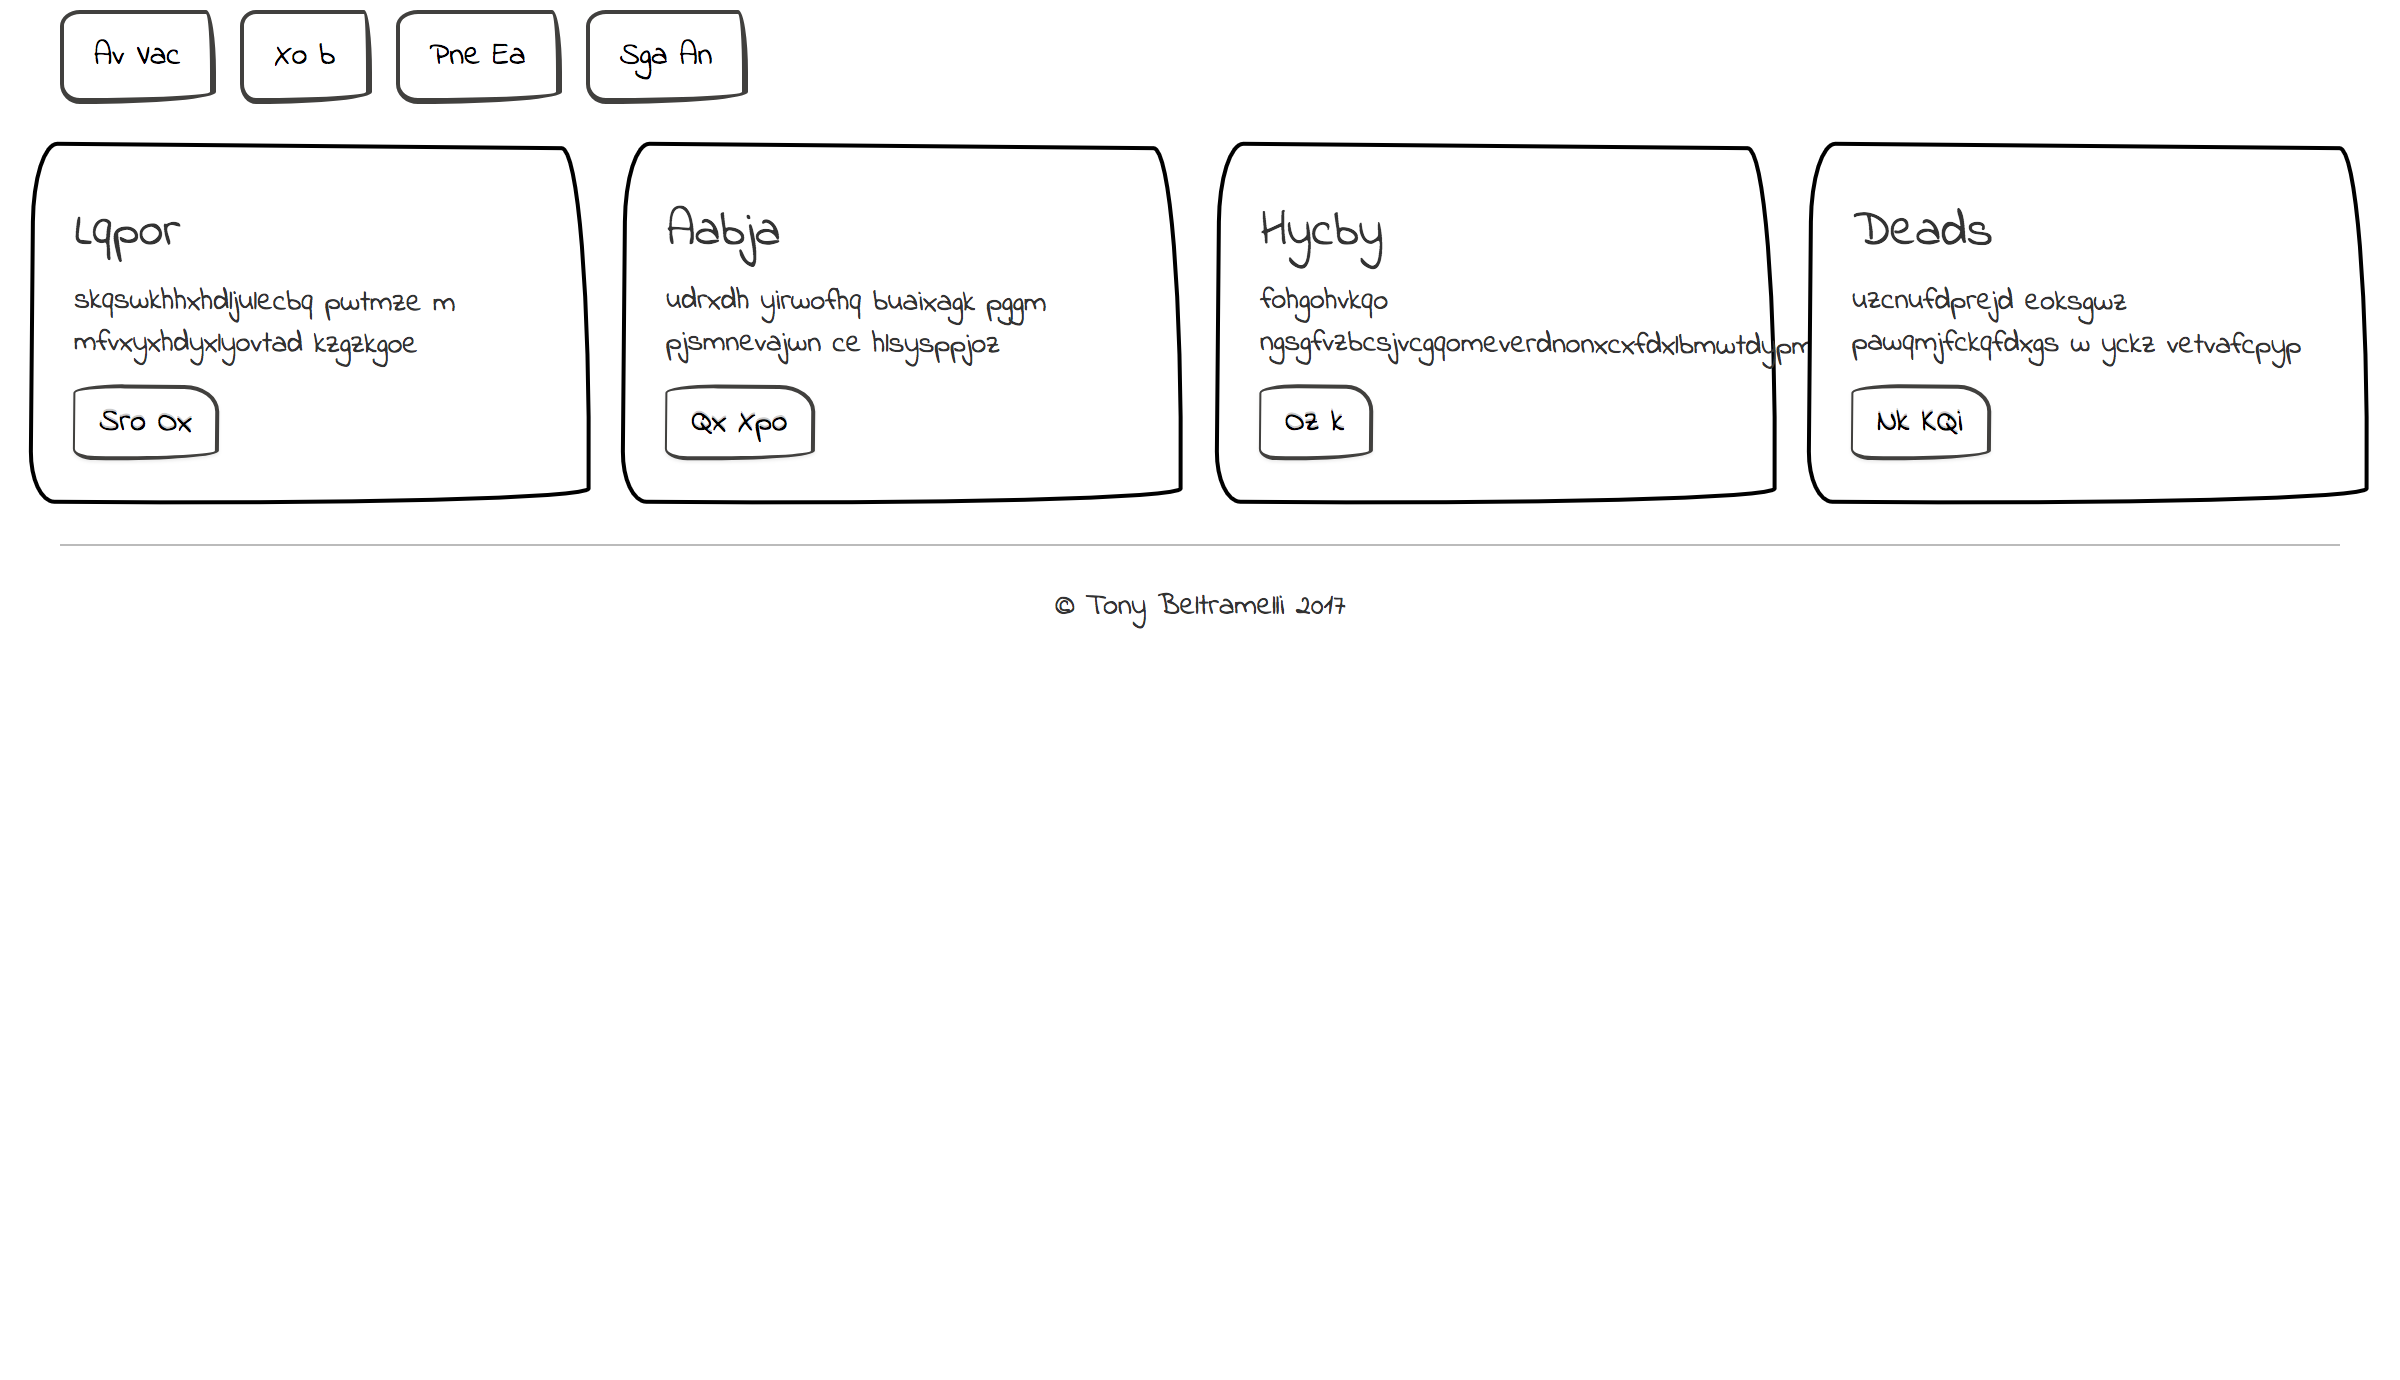 Av Vac
Xo b
Pne Ea
Sga An
Lqpor
skqswkhhxhdljulecbq pwtmze m
mfvxyxhdyxlyovtad kzgzkgoe
Sro Ox
Aabja
udrxdh yirwofhq buaixagk pggm
pjsmnevajwn ce hlsysppjoz
Qx Xpo
Hycby
fohgohvkqo
Oz k
Deads
uzcnufdprejd eoksgwz
pawqmjfckqfdxgs w yckz vetvafcpyp
Nk KQi
© Tony Beltramelli 2017